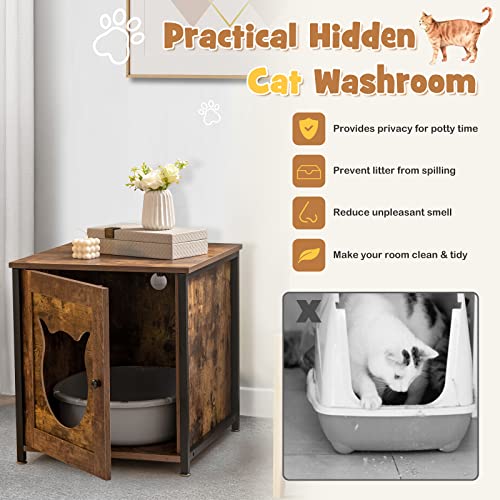 Practical Hidden
Cat Washroom
Provides privacy for potty time
Prevent litter from spilling
Reduce unpleasant smell
Make your room clean & tidy
X